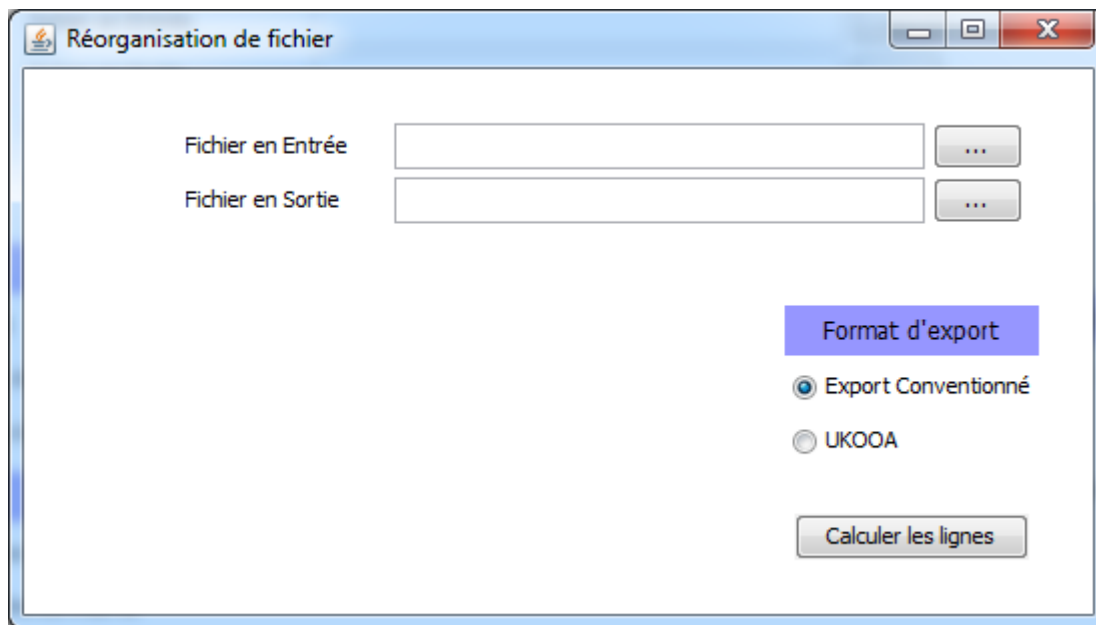 Réorganisation de fichier
Fichier en Entrée
...
Fichier en Sortie
...
Format d'export
Export Conventionné
UKOOA
Calculer les lignes